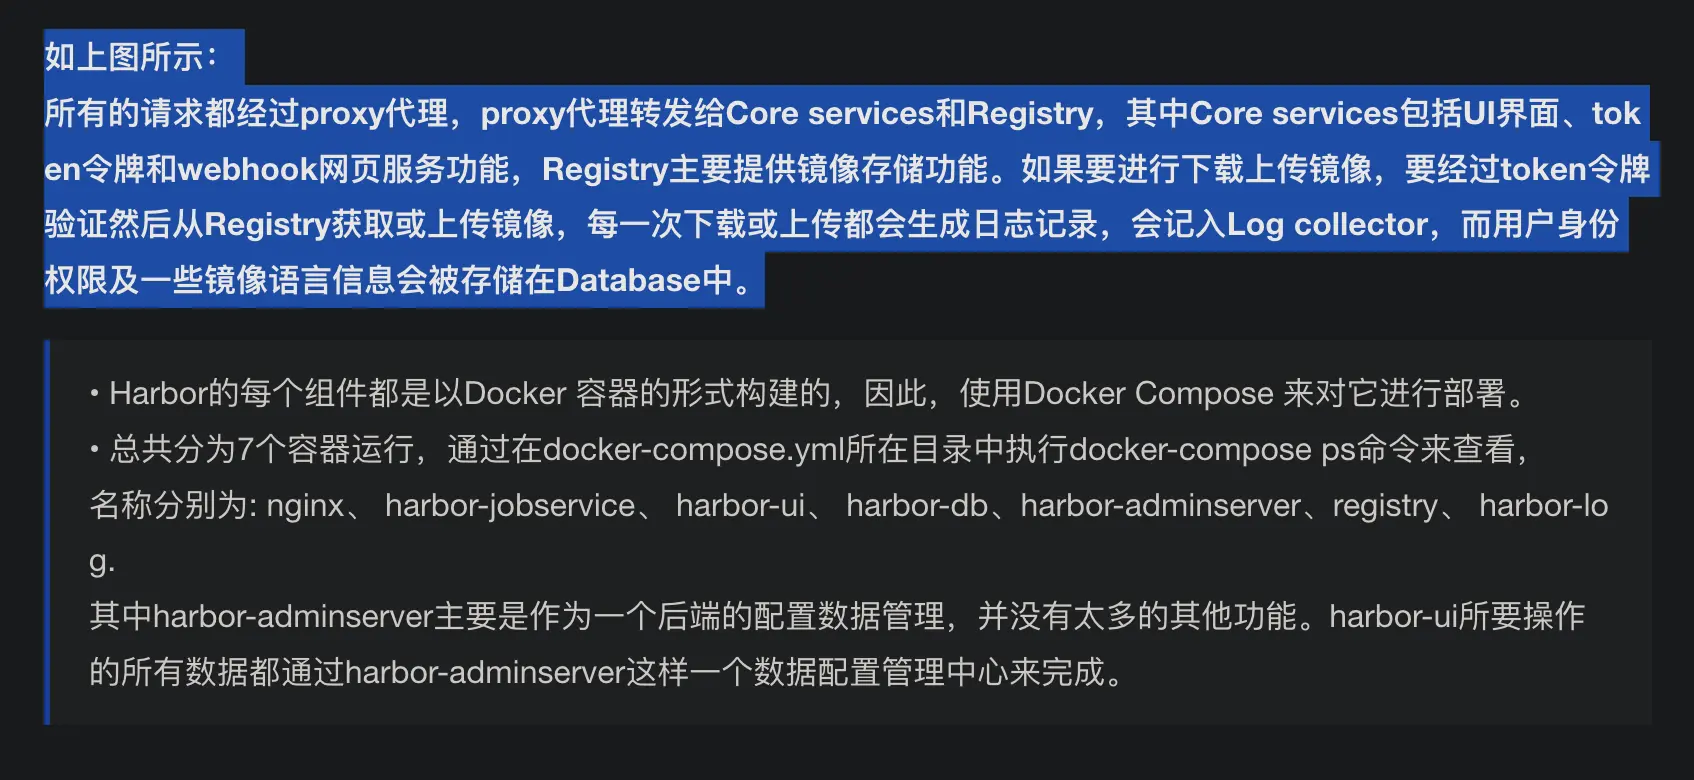 如上图所示：
所有的请求都经过proxy代理，proxy代理转发给Core services和Registry，其中Core services包括UI界面、tok
en令牌和webhook网页服务功能，Registry主要提供镜像存储功能。如果要进行下载上传镜像，要经过token令牌
验证然后从Registry获取或上传镜像，每一次下载或上传都会生成日志记录，会记入Log collector，而用户身份
权限及一些镜像语言信息会被存储在Database中。
• Harbor的每个组件都是以Docker 容器的形式构建的，因此，使用Docker Compose 来对它进行部署。
• 总共分为7个容器运行，通过在docker-compose.yml所在目录中执行docker-compose ps命令来查看，
名称分别为: nginx、 harbor-jobservice、 harbor-ui、 harbor-db、harbor-adminserver、registry、 harbor-lo
g.
其中harbor-adminserver主要是作为一个后端的配置数据管理，并没有太多的其他功能。harbor-ui所要操作
的所有数据都通过harbor-adminserver这样一个数据配置管理中心来完成。